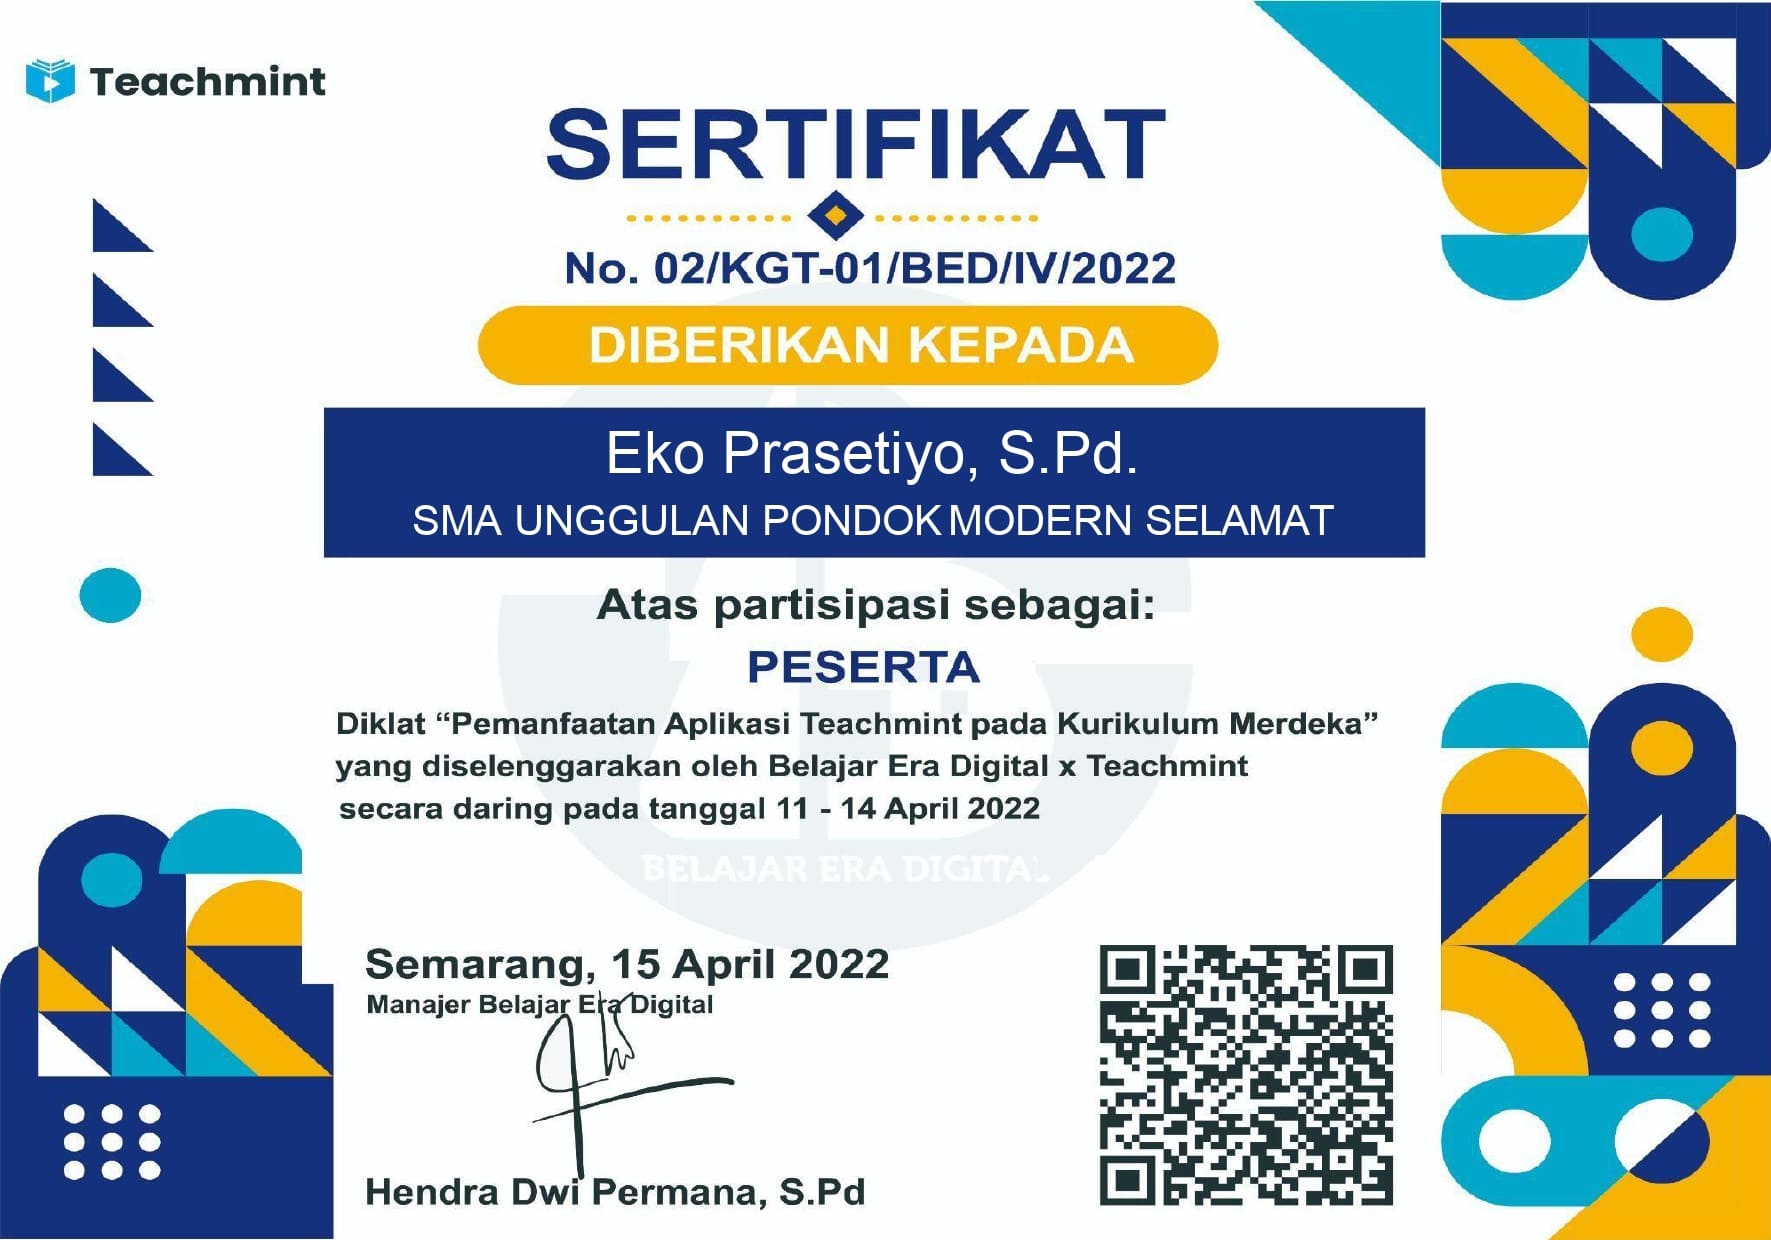 Teachmint
SERTIFIKAT
No. 02/KGT-01/BED/IV/2022
DIBERIKAN KEPADA
Eko Prasetiyo, S.Pd.
SMA UNGGULAN PONDOK MODERN SELAMAT
Atas partisipasi sebagai:
PESERTA
Diklat “Pemanfaatan Aplikasi Teachmint pada Kurikulum Merdeka”
yang diselenggarakan oleh Belajar Era Digital x Teachmint
secara daring pada tanggal 11 - 14 April 2022
BELAJAR ERA DIGITAL
Semarang, 15 April 2022
Manajer Belajar Era Digital
Hendra Dwi Permana, S.Pd